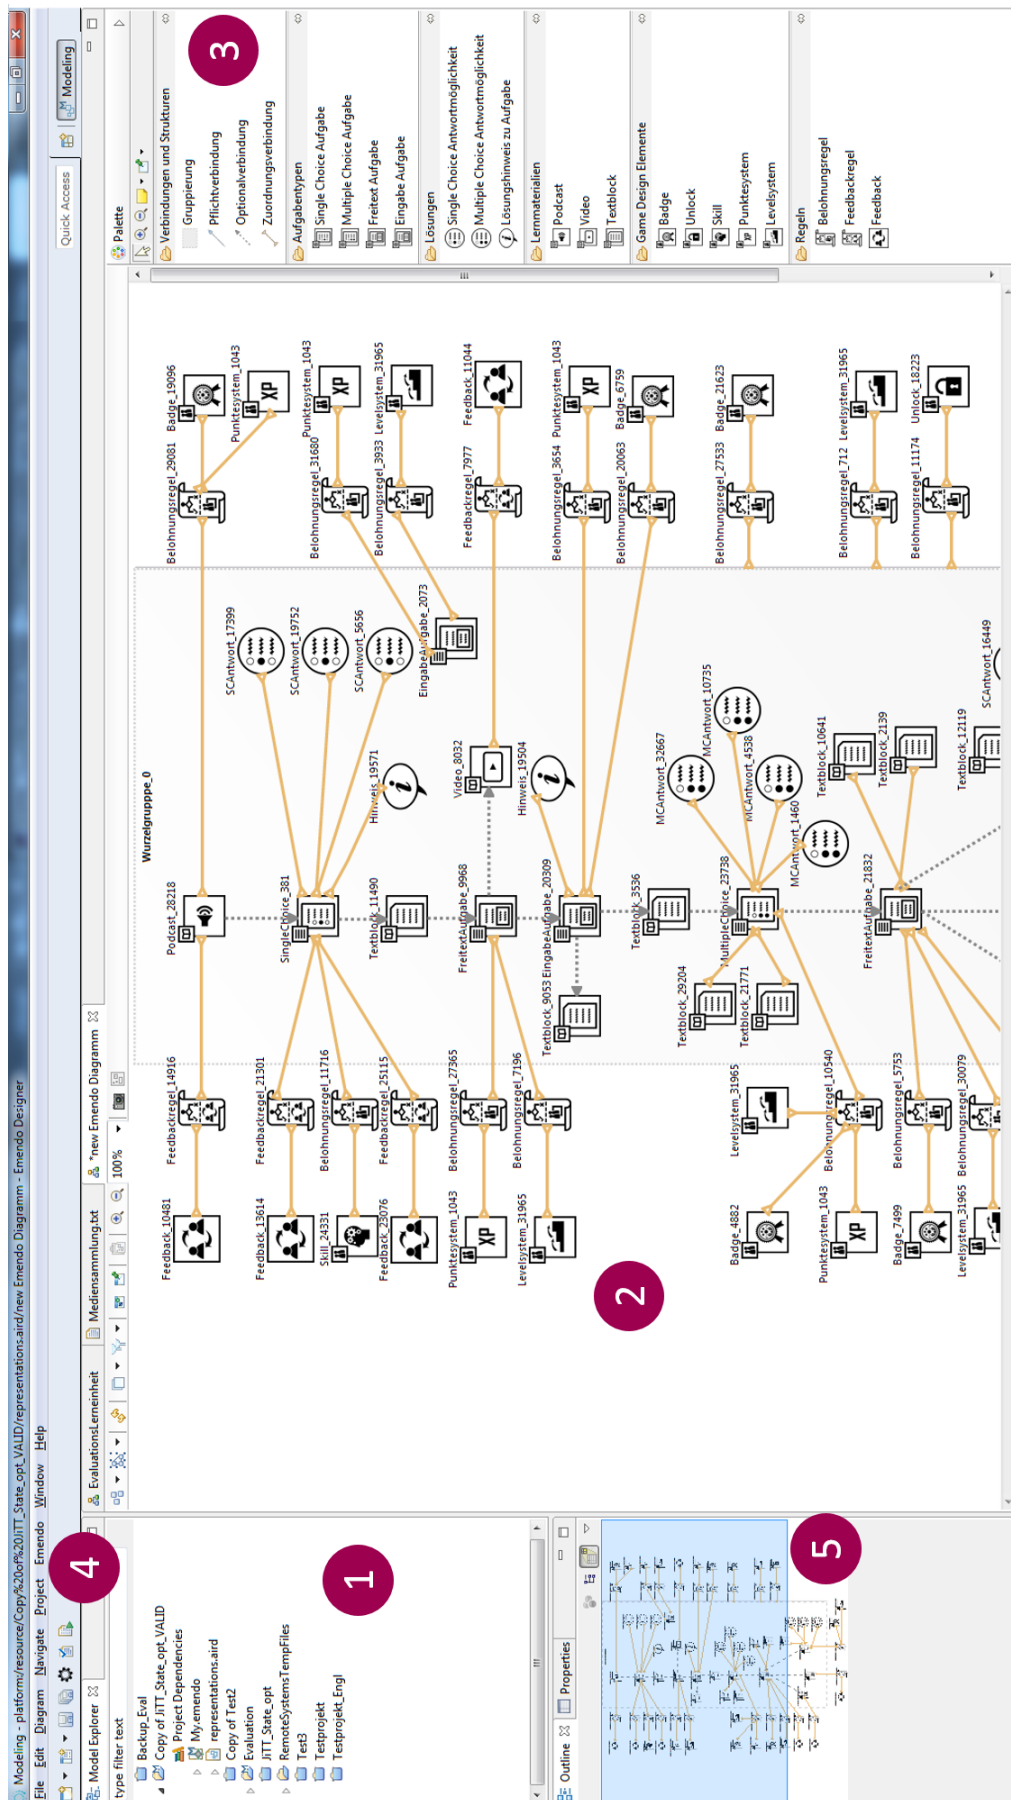 Modeling - platform:/resource/Copy%20of%20JiTT_State_opt_VALID/representations.aird/new Emendo Diagramm - Emendo Designer
File Edit Diagram Navigate Project Emendo Window Help
Quick Access
Modeling
4
Model Explorer
type filter text
Backup_Eval
Copy of JiTT_State_opt_VALID
Project Dependencies
My.emendo
representations.aird
Copy of Test2
Evaluation
JiTT_State_opt
RemoteSystemsTempFiles
Test3
Testprojekt
Testprojekt_Engl
1
Outline
Properties
5
EvaluationsLerneinheit
Mediensammlung.txt
*new Emendo Diagramm
100%
Wurzelgrupppe_0
Feedback_10481
Feedbackregel_14916
Podcast_28218
Belohnungsregel_29081
Badge_19096
Punktesystem_1043
Feedback_13614
Feedbackregel_21301
SingleChoice_381
SCAntwort_17399
SCAntwort_19752
SCAntwort_5656
Belohnungsregel_31680
Punktesystem_1043
Skill_24331
Belohnungsregel_11716
Hinweis_19571
Belohnungsregel_3933
Levelsystem_31965
Feedback_23076
Feedbackregel_25115
Textblock_11490
EingabeAufgabe_2073
Punktesystem_1043
Belohnungsregel_27365
FreitextAufgabe_9968
Video_8032
Feedbackregel_7977
Feedback_11044
Levelsystem_31965
Belohnungsregel_7196
Textblock_9053
EingabeAufgabe_20309
Hinweis_19504
Belohnungsregel_3654
Punktesystem_1043
Belohnungsregel_20063
Badge_6759
2
Textblock_3536
MCAntwort_32667
MCAntwort_10735
Textblock_29204
MultipleChoice_23738
MCAntwort_4538
Belohnungsregel_27533
Badge_21623
Badge_4882
Levelsystem_31965
Textblock_21771
MCAntwort_1460
Punktesystem_1043
Belohnungsregel_10540
Textblock_10641
Belohnungsregel_712
Levelsystem_31965
Badge_7499
Belohnungsregel_5753
FreitextAufgabe_21832
Textblock_2139
Belohnungsregel_11174
Unlock_18223
Levelsystem_31965
Belohnungsregel_30079
Textblock_12119
SCAntwort_16449
XP
XP
XP
XP
XP
Palette
3
Verbindungen und Strukturen
Gruppierung
Pflichtverbindung
Optionalverbindung
Zuordnungsverbindung
Aufgabentypen
Single Choice Aufgabe
Multiple Choice Aufgabe
Freitext Aufgabe
Eingabe Aufgabe
Lösungen
Single Choice Antwortmöglichkeit
Multiple Choice Antwortmöglichkeit
Lösungshinweis zu Aufgabe
Lernmaterialien
Podcast
Video
Textblock
Game Design Elemente
Badge
Unlock
Skill
Punktesystem
Levelsystem
Regeln
Belohnungsregel
Feedbackregel
Feedback